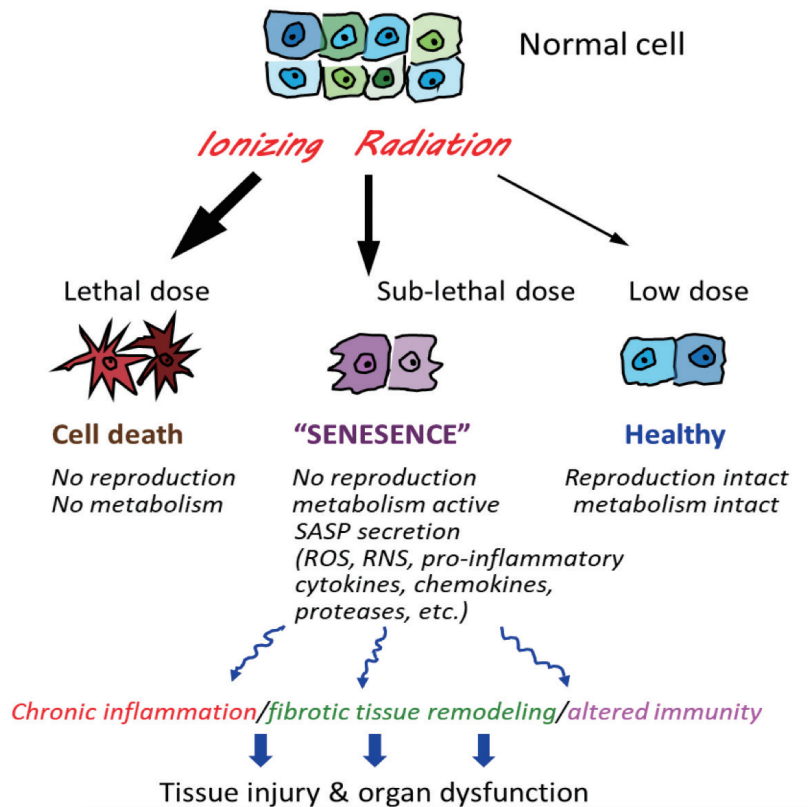 Normal cell
Ionizing Radiation
Lethal dose
Sub-lethal dose
Low dose
Cell death
No reproduction
No metabolism
“SENESENCE”
No reproduction
metabolism active
SASP secretion
(ROS, RNS, pro-inflammatory
cytokines, chemokines,
proteases, etc.)
Healthy
Reproduction intact
metabolism intact
Chronic inflammation/fibrotic tissue remodeling/altered immunity
Tissue injury & organ dysfunction